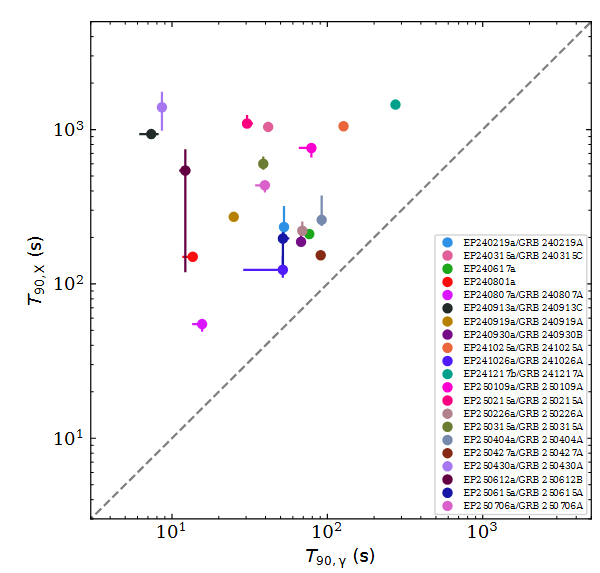 10³
10²
10¹
T90,X (s)
EP240219a/GRB 240219A
EP240315a/GRB 240315C
EP240617a
EP240801a
EP240807a/GRB 240807A
EP240913a/GRB 240913C
EP240919a/GRB 240919A
EP240930a/GRB 240930B
EP241025a/GRB 241025A
EP241026a/GRB 241026A
EP241217b/GRB 241217A
EP250109a/GRB 250109A
EP250215a/GRB 250215A
EP250226a/GRB 250226A
EP250315a/GRB 250315A
EP250404a/GRB 250404A
EP250427a/GRB 250427A
EP250430a/GRB 250430A
EP250612a/GRB 250612B
EP250615a/GRB 250615A
EP250706a/GRB 250706A
10¹ 10² 10³
T90,γ (s)